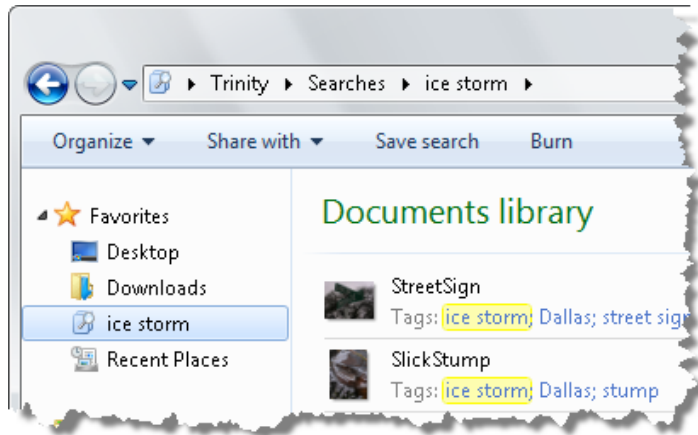 Trinity Searches ice storm
Organize Share with Save search Burn
Favorites
Desktop
Downloads
ice storm
Recent Places
Documents library
StreetSign
Tags: ice storm; Dallas; street sig
SlickStump
Tags: ice storm; Dallas; stump